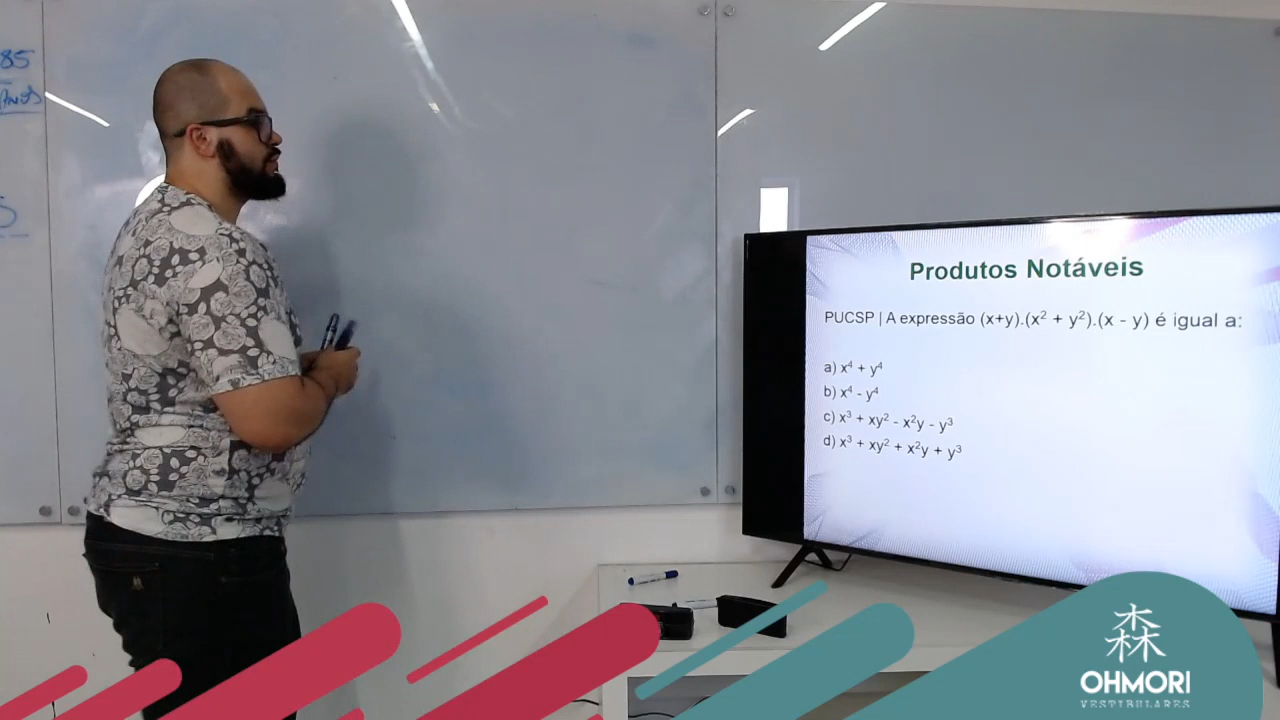 85
Produtos Notáveis
PUCSP | A expressão (x+y).(x² + y²).(x - y) é igual a:
a) x⁴ + y⁴
b) x⁴ - y⁴
c) x³ + xy² - x²y - y³
d) x³ + xy² + x²y + y³
森
OHMORI
VESTIBULARES